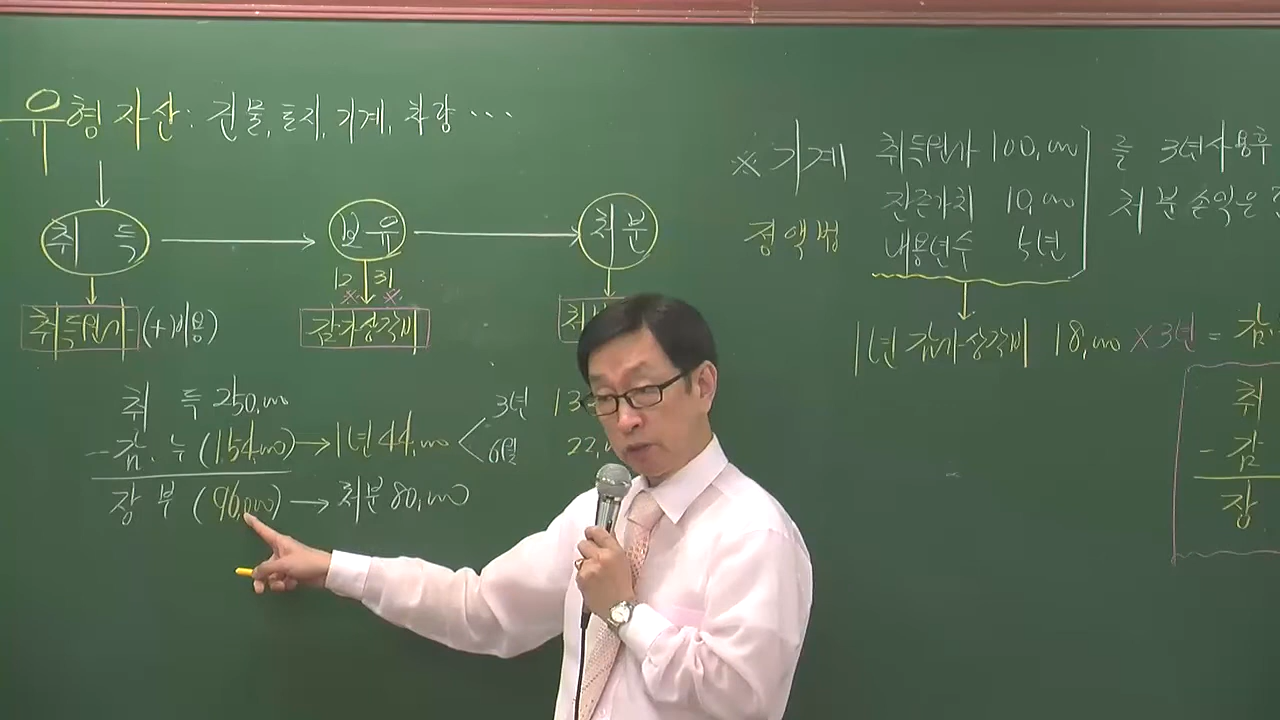 유형자산: 건물, 토지, 기계, 차량 ...
취득 보유 처분
12 31
※ ※
취득원가 (+비용) 감가상각비
취득 250,000
- 감.누 (154,000) → 1년 44,000 < 3년
6월 22,
장부 (96,000) → 처분 80,000
※ 기계 취득원가 100,000 를 3년 사용후
잔존가치 10,000 처분손익은
정액법 내용년수 5년
1년 감가상각비 18,000 × 3년 = 감.
취
- 감
장